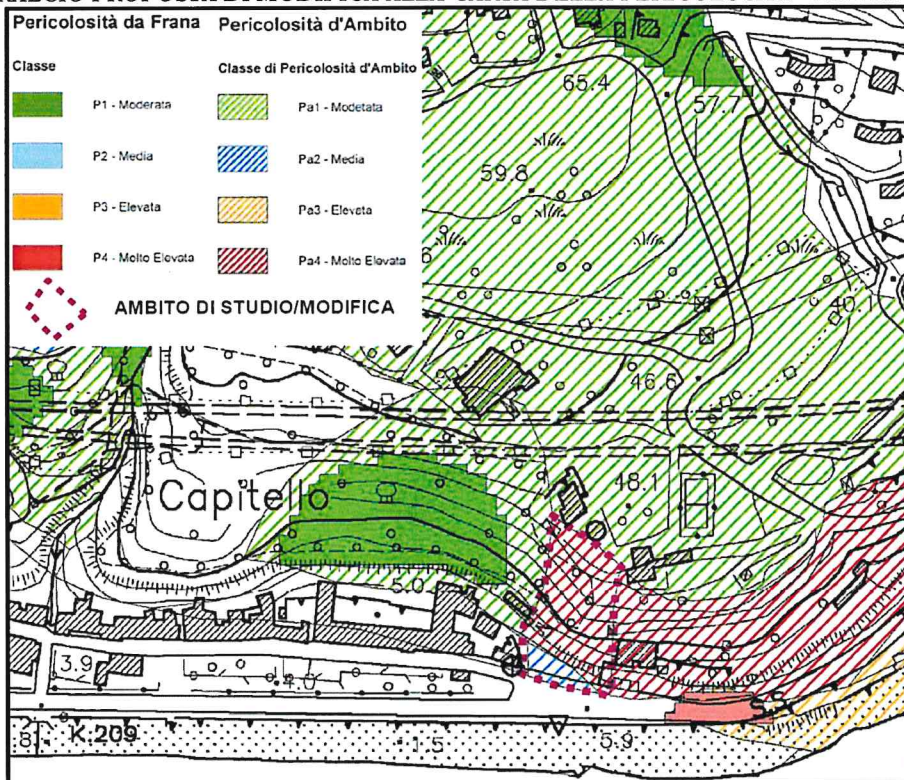 Pericolosità da Frana
Pericolosità d'Ambito
Classe
Classe di Pericolosità d'Ambito
P1 - Moderata
Pa1 - Modetata
P2 - Media
Pa2 - Media
P3 - Elevata
Pa3 - Elevata
P4 - Molto Elevata
Pa4 - Molto Elevata
AMBITO DI STUDIO/MODIFICA
65.4
57.7
59.8
40.1
46.6
48.1
Capitello
5.0
3.9
4.0
S.S.
K.209
1.5
5.9